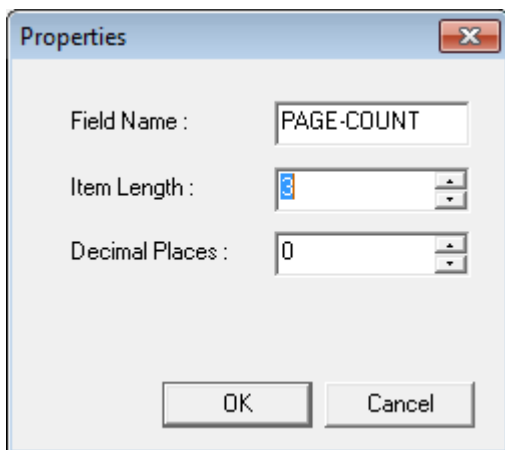 Properties
Field Name : PAGE-COUNT
Item Length : 3
Decimal Places : 0
OK Cancel